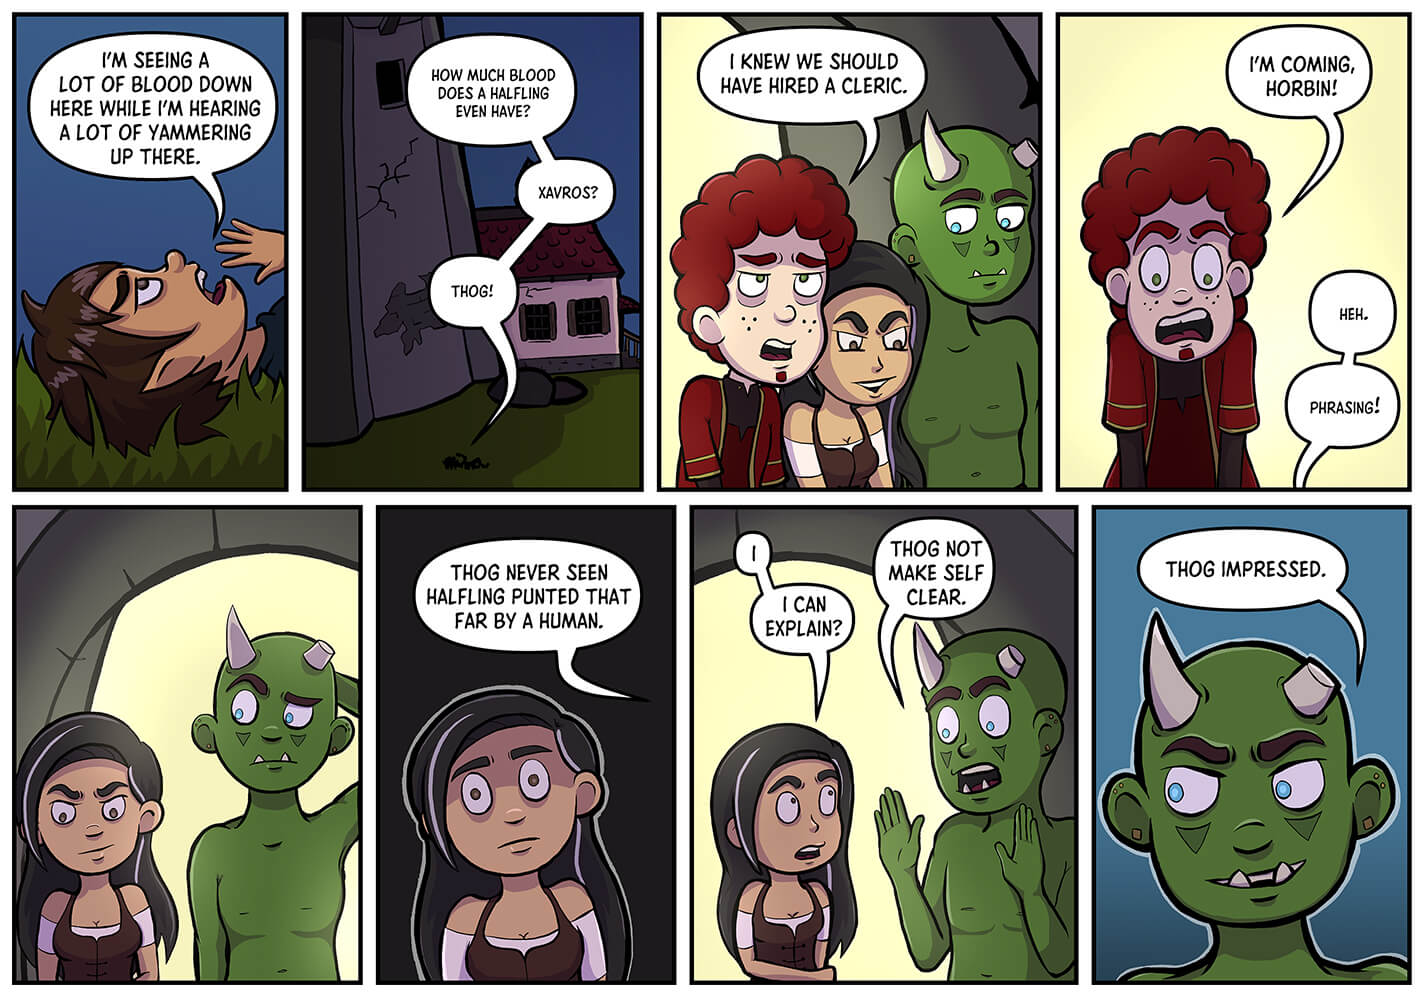 I'M SEEING A
LOT OF BLOOD DOWN
HERE WHILE I'M HEARING
A LOT OF YAMMERING
UP THERE.
HOW MUCH BLOOD
DOES A HALFLING
EVEN HAVE?
XAVROS?
THOG!
I KNEW WE SHOULD
HAVE HIRED A CLERIC.
I'M COMING,
HORBIN!
HEH.
PHRASING!
THOG NEVER SEEN
HALFLING PUNTED THAT
FAR BY A HUMAN.
I
I CAN
EXPLAIN?
THOG NOT
MAKE SELF
CLEAR.
THOG IMPRESSED.